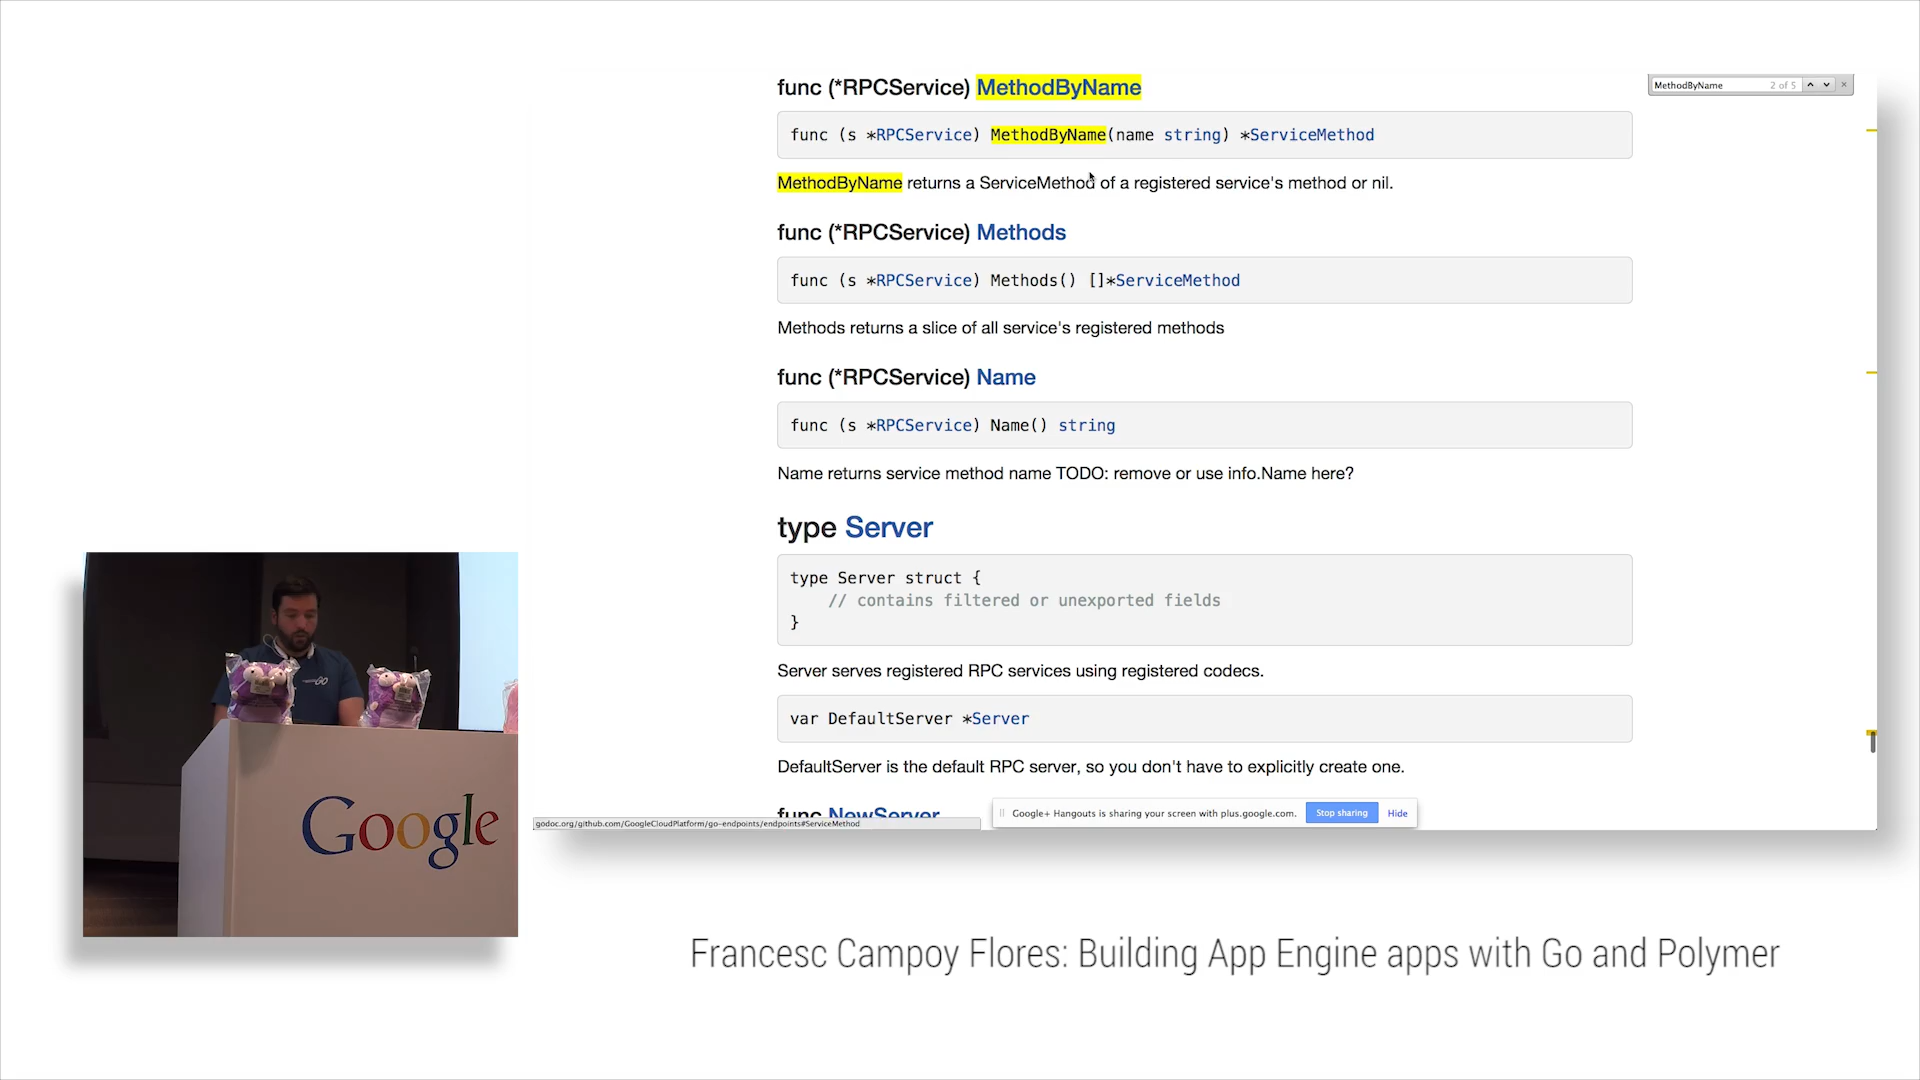 func (*RPCService) MethodByName
MethodByName 2 of 5
func (s *RPCService) MethodByName(name string) *ServiceMethod
MethodByName returns a ServiceMethod of a registered service's method or nil.
func (*RPCService) Methods
func (s *RPCService) Methods() []*ServiceMethod
Methods returns a slice of all service's registered methods
func (*RPCService) Name
func (s *RPCService) Name() string
Name returns service method name TODO: remove or use info.Name here?
type Server
type Server struct {
// contains filtered or unexported fields
}
Server serves registered RPC services using registered codecs.
var DefaultServer *Server
DefaultServer is the default RPC server, so you don't have to explicitly create one.
func NewServer
godoc.org/github.com/GoogleCloudPlatform/go-endpoints/endpoints#ServiceMethod
Google+ Hangouts is sharing your screen with plus.google.com. Stop sharing Hide
GO
Google
Francesc Campoy Flores: Building App Engine apps with Go and Polymer